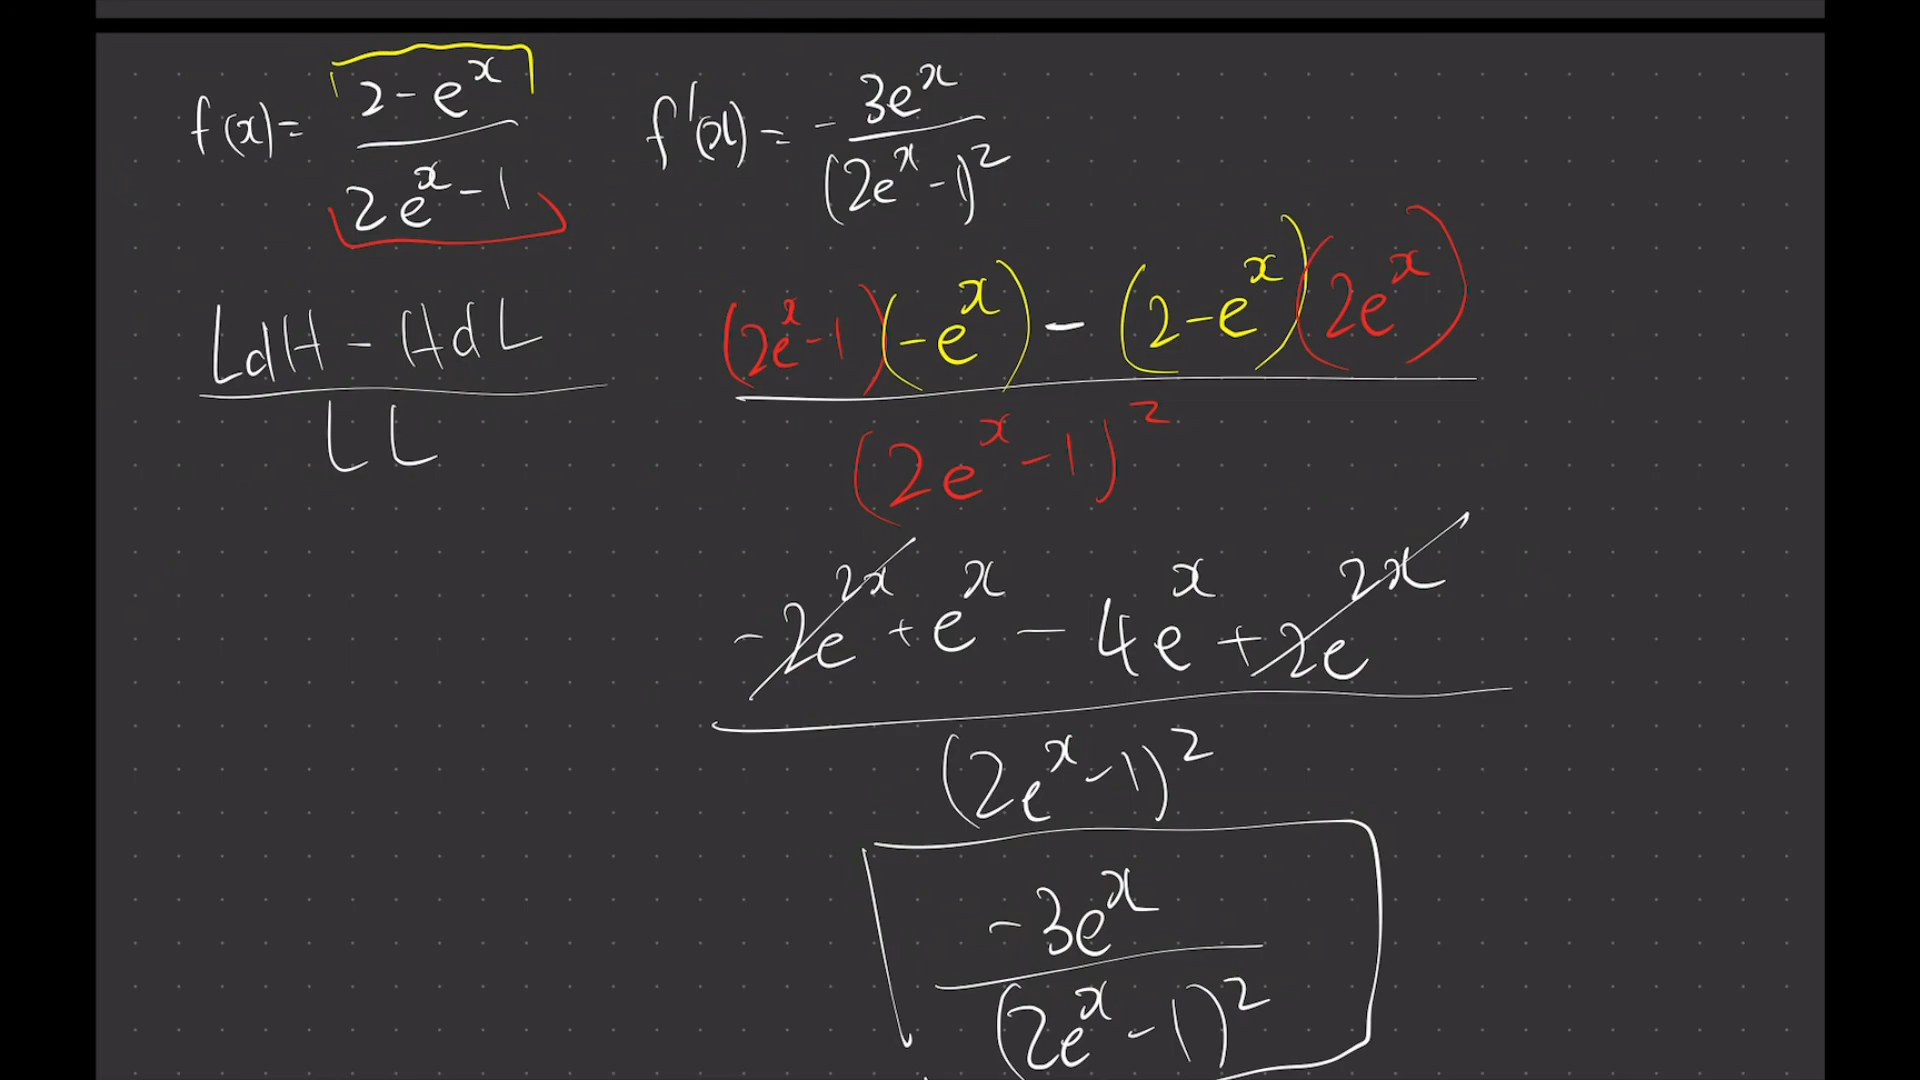 f(x) = (2 - e^x) / (2e^x - 1)
f'(x) = - 3e^x / (2e^x - 1)^2
LdH - HdL / LL
(2e^x - 1)(-e^x) - (2 - e^x)(2e^x) / (2e^x - 1)^2
-2e^2x + e^x - 4e^x + 2e^2x / (2e^x - 1)^2
-3e^x / (2e^x - 1)^2